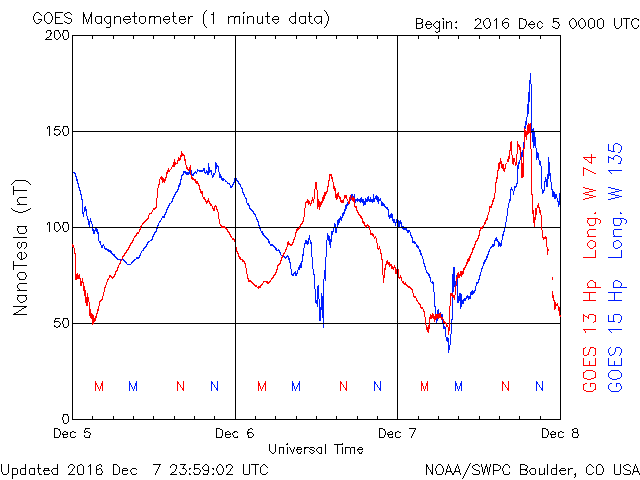 GOES Magnetometer (1 minute data)
Begin: 2016 Dec 5 0000 UTC
200
150
100
50
0
NanoTesla (nT)
M M N N M M N N M M N N
Dec 5 Dec 6 Dec 7 Dec 8
Universal Time
GOES 13 Hp Long. W 74
GOES 15 Hp Long. W 135
Updated 2016 Dec 7 23:59:02 UTC
NOAA/SWPC Boulder, CO USA